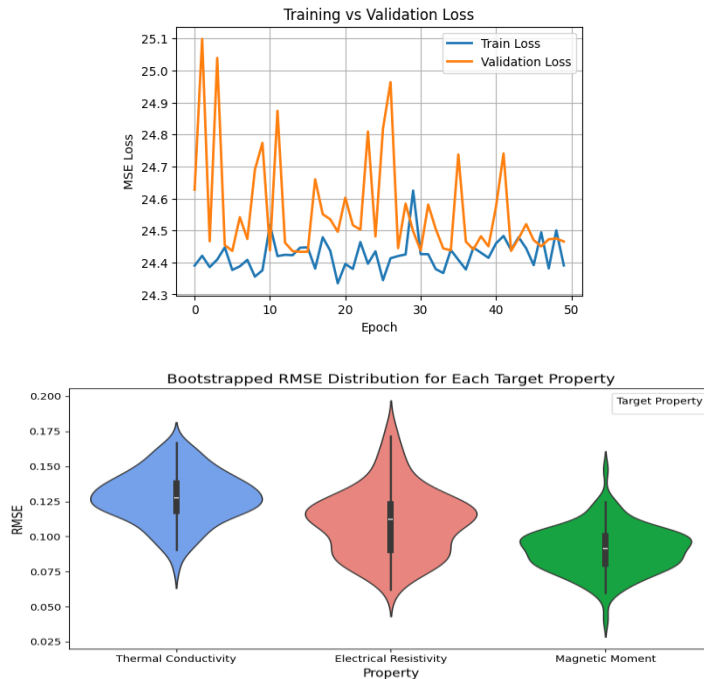 Training vs Validation Loss
Train Loss
Validation Loss
25.1
25.0
24.9
24.8
24.7
24.6
24.5
24.4
24.3
MSE Loss
0 10 20 30 40 50
Epoch
Bootstrapped RMSE Distribution for Each Target Property
Target Property
0.200
0.175
0.150
0.125
0.100
0.075
0.050
0.025
RMSE
Thermal Conductivity Electrical Resistivity Magnetic Moment
Property